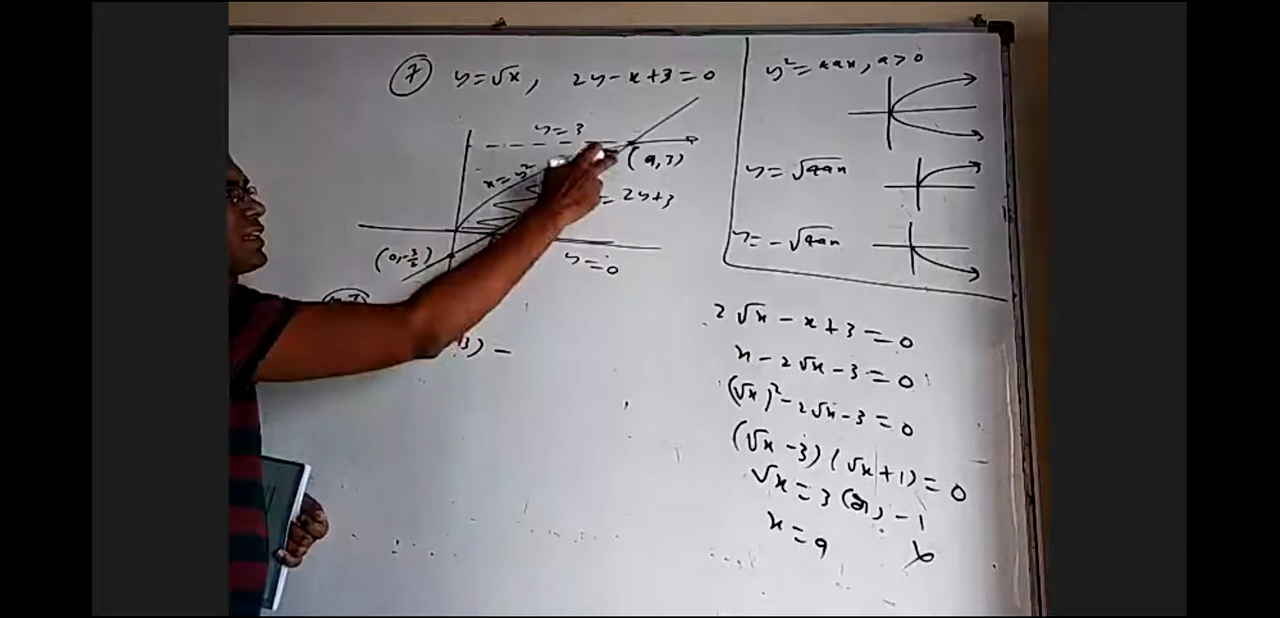 ⑦ y = √x, 2y - x + 3 = 0
y = 3
(9, 3)
x = y²
= 2y + 3
(0, -3/2)
y = 0
3) -
y² = 4ax, a > 0
y = √4ax
y = - √4ax
2√x - x + 3 = 0
x - 2√x - 3 = 0
(√x)² - 2√x - 3 = 0
(√x - 3)(√x + 1) = 0
√x = 3 , -1
x = 9